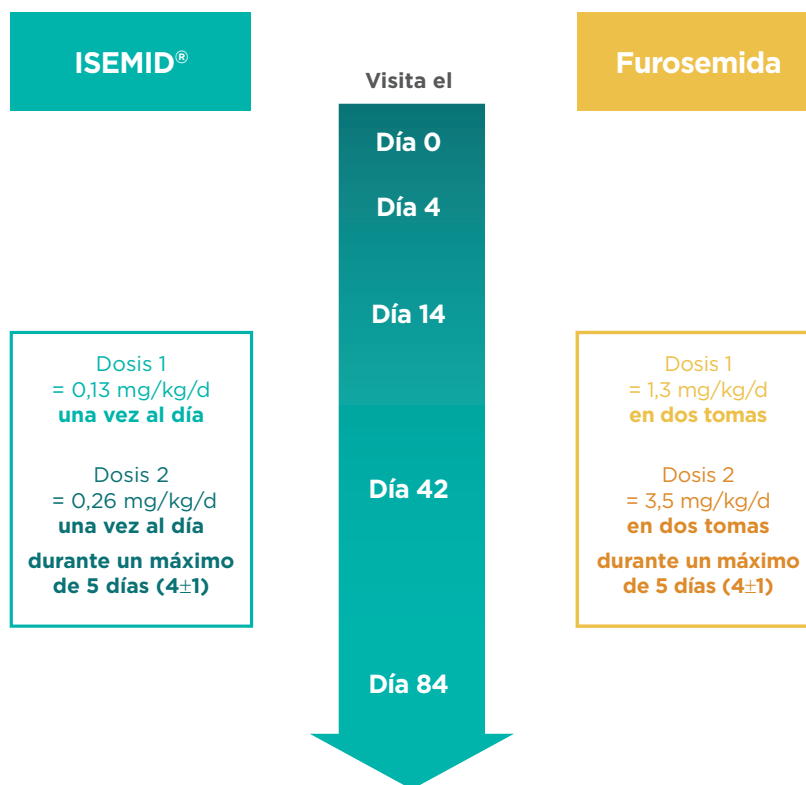 ISEMID®
Visita el
Furosemida
Día 0
Día 4
Día 14
Día 42
Día 84
Dosis 1
= 0,13 mg/kg/d
una vez al día
Dosis 2
= 0,26 mg/kg/d
una vez al día
durante un máximo
de 5 días (4±1)
Dosis 1
= 1,3 mg/kg/d
en dos tomas
Dosis 2
= 3,5 mg/kg/d
en dos tomas
durante un máximo
de 5 días (4±1)